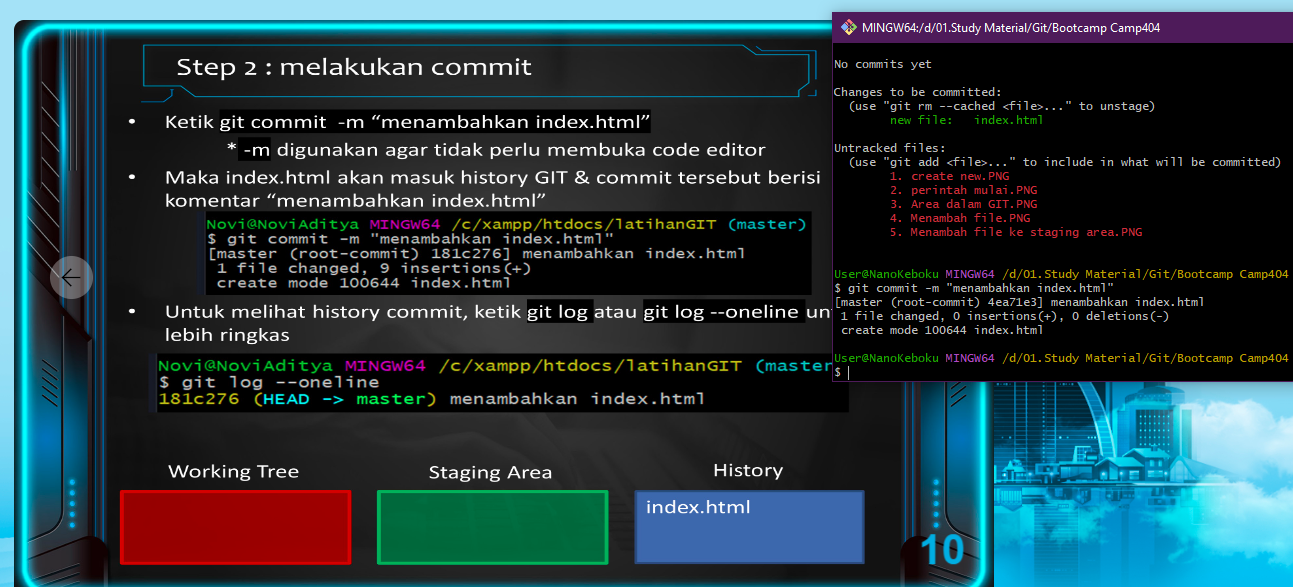 Step 2 : melakukan commit
• Ketik git commit -m “menambahkan index.html”
* -m digunakan agar tidak perlu membuka code editor
• Maka index.html akan masuk history GIT & commit tersebut berisi
komentar “menambahkan index.html”
Novi@NoviAditya MINGW64 /c/xampp/htdocs/latihanGIT (master)
$ git commit -m "menambahkan index.html"
[master (root-commit) 181c276] menambahkan index.html
1 file changed, 9 insertions(+)
create mode 100644 index.html
• Untuk melihat history commit, ketik git log atau git log --oneline
lebih ringkas
Novi@NoviAditya MINGW64 /c/xampp/htdocs/latihanGIT (master
$ git log --oneline
181c276 (HEAD -> master) menambahkan index.html
Working Tree
Staging Area
History
index.html
10
MINGW64:/d/01.Study Material/Git/Bootcamp Camp404
No commits yet
Changes to be committed:
(use "git rm --cached <file>..." to unstage)
new file: index.html
Untracked files:
(use "git add <file>..." to include in what will be committed)
1. create new.PNG
2. perintah mulai.PNG
3. Area dalam GIT.PNG
4. Menambah file.PNG
5. Menambah file ke staging area.PNG
User@NanoKeboku MINGW64 /d/01.Study Material/Git/Bootcamp Camp404
$ git commit -m "menambahkan index.html"
[master (root-commit) 4ea71e3] menambahkan index.html
1 file changed, 0 insertions(+), 0 deletions(-)
create mode 100644 index.html
User@NanoKeboku MINGW64 /d/01.Study Material/Git/Bootcamp Camp404
$